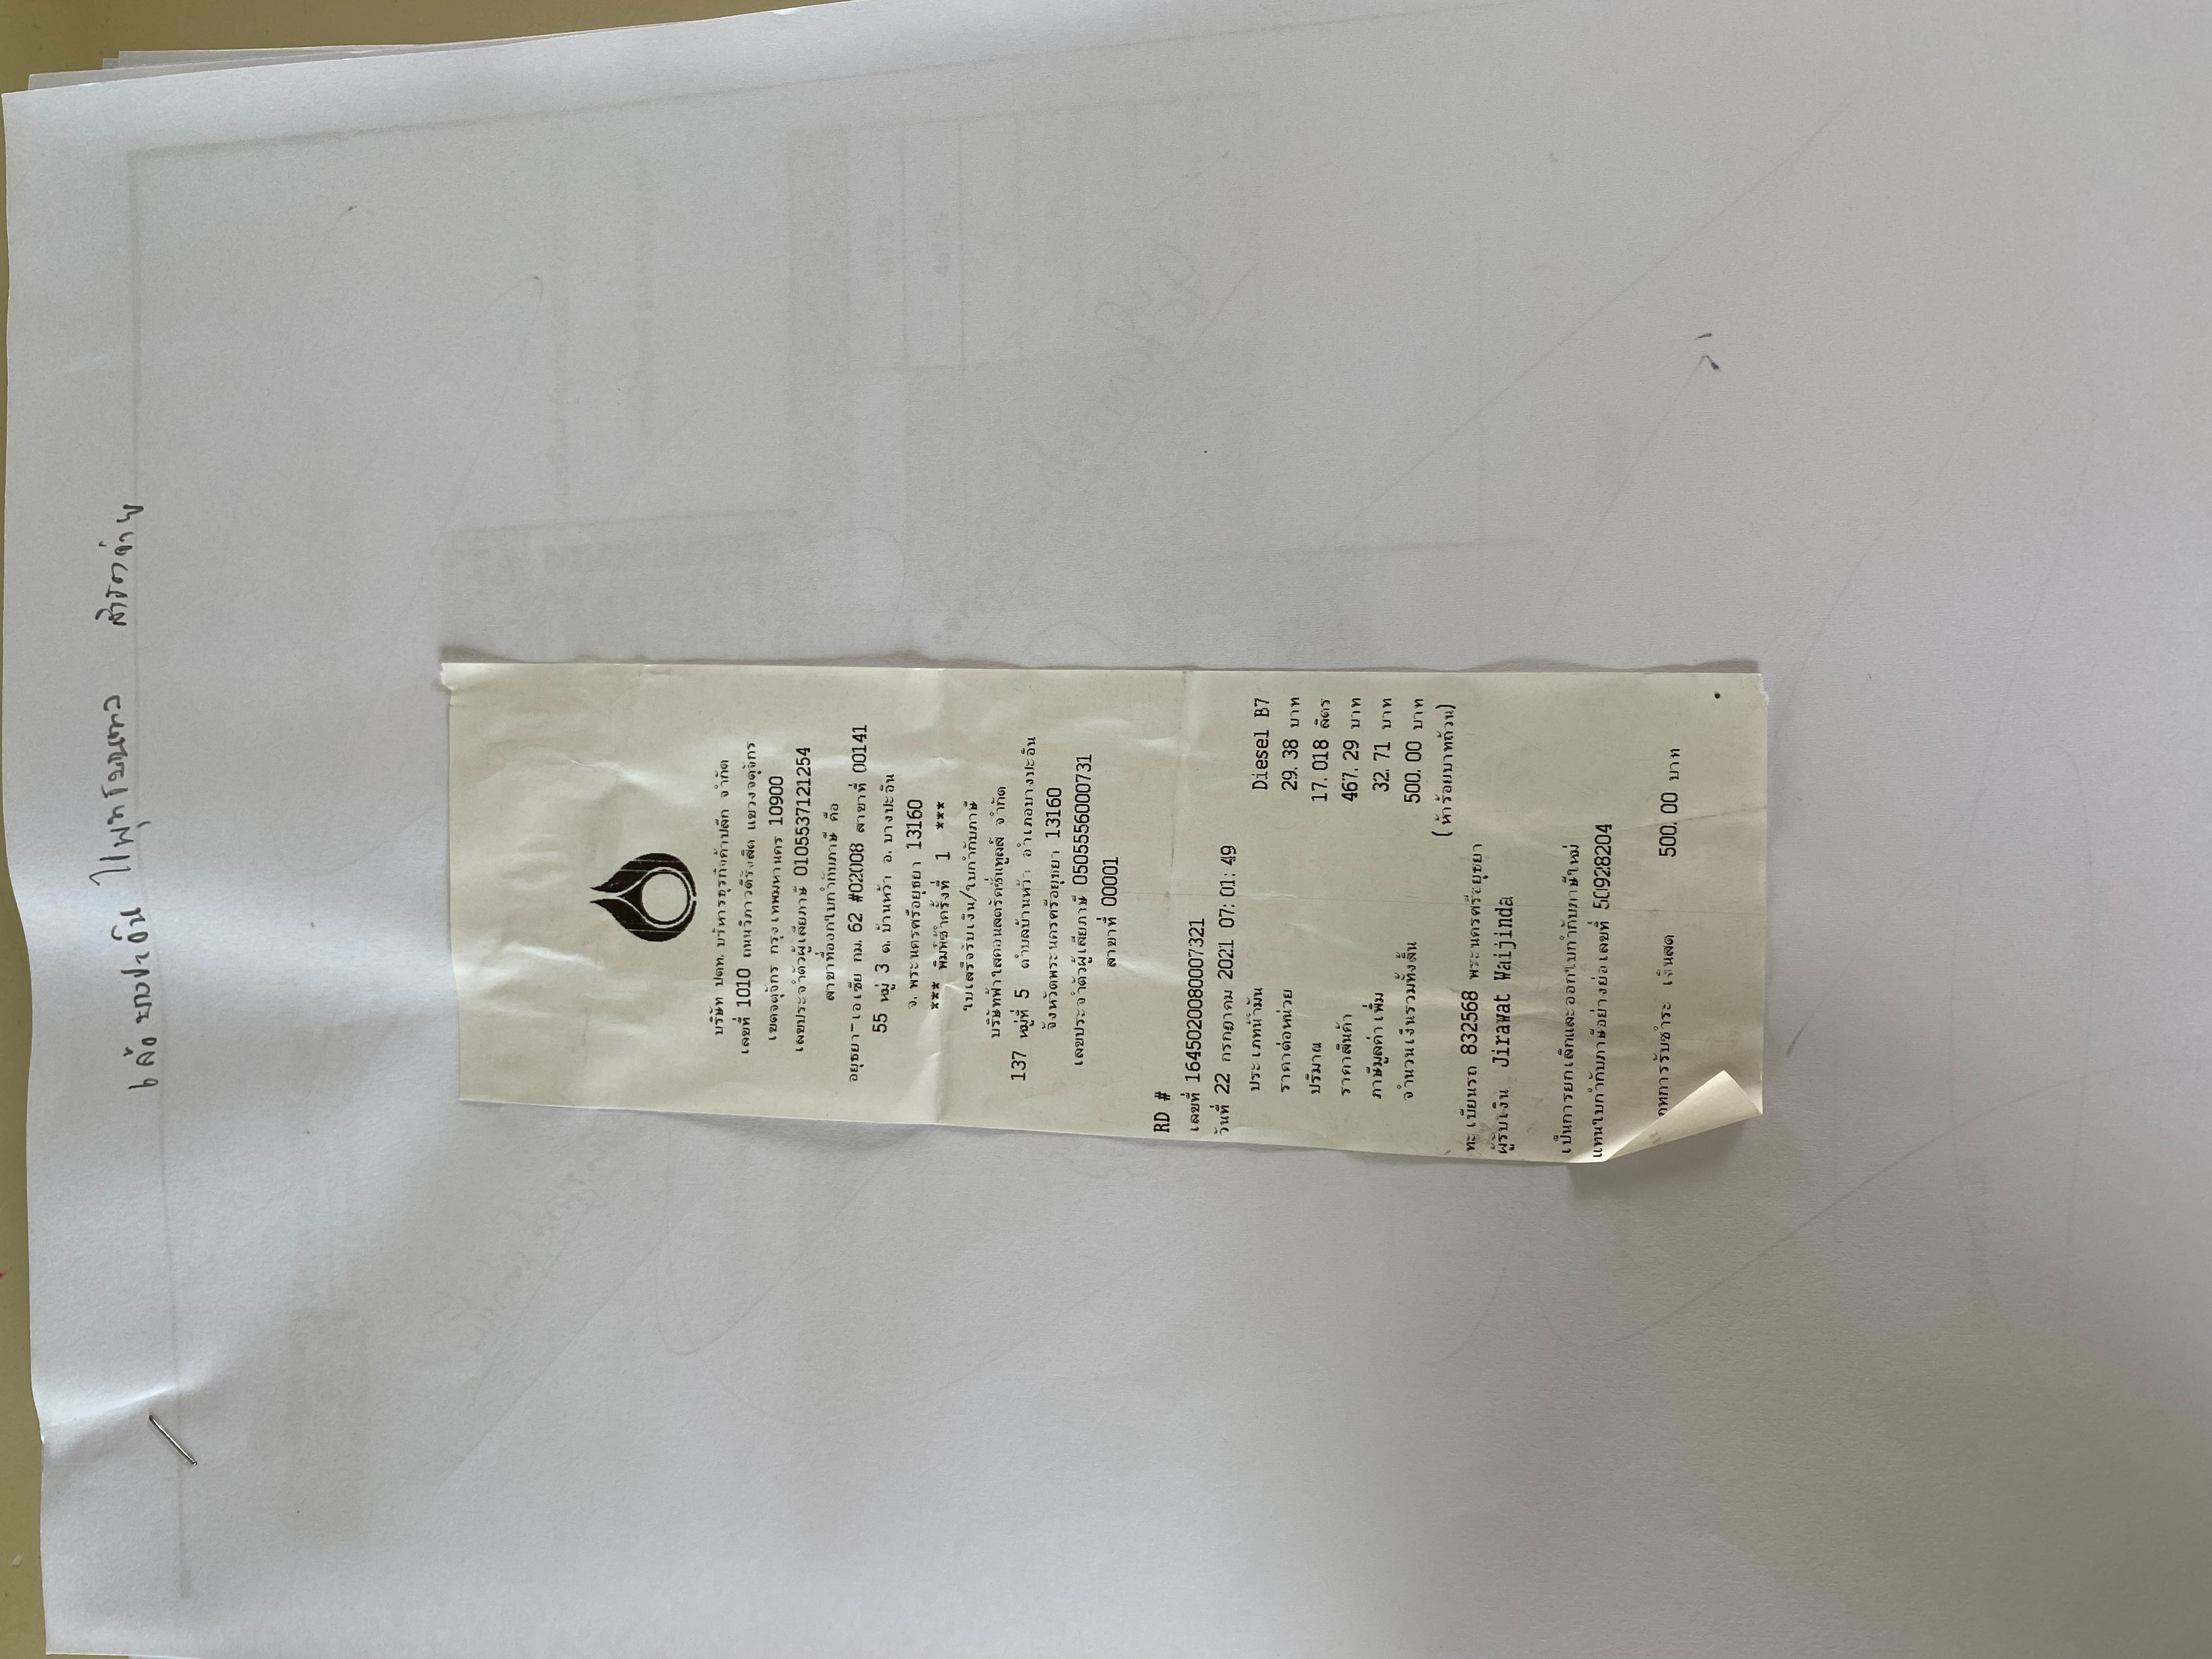 6 ล้อ บางปะอิน ไปพุทธมณฑล สำรองจ่าย
บริษัท ปตท. บริหารธุรกิจค้าปลีก จำกัด
เลขที่ 1010 ถนนวิภาวดีรังสิต แขวงจตุจักร
เขตจตุจักร กรุงเทพมหานคร 10900
เลขประจำตัวผู้เสียภาษี 0105537121254
สาขาที่ออกใบกำกับภาษี คือ
อยุธยา-เอเซีย กม. 62 #02008 สาขาที่ 00141
55 หมู่ 3 ต. บ้านหว้า อ. บางปะอิน
จ. พระนครศรีอยุธยา 13160
*** พิมพ์ซ้ำครั้งที่ 1 ***
ใบเสร็จรับเงิน/ใบกำกับภาษี
บริษัทฟ้าใสคอนสตรัคชั่นทูลส์ จำกัด
137 หมู่ที่ 5 ตำบลบ้านหว้า อำเภอบางปะอิน
จังหวัดพระนครศรีอยุธยา 13160
เลขประจำตัวผู้เสียภาษี 0505556000731
สาขาที่ 00001
RD #
เลขที่ 1645020080007321
วันที่ 22 กรกฎาคม 2021 07:01:49
ประเภทน้ำมัน Diesel B7
ราคาต่อหน่วย 29.38 บาท
ปริมาณ 17.018 ลิตร
ราคาสินค้า 467.29 บาท
ภาษีมูลค่าเพิ่ม 32.71 บาท
จำนวนเงินรวมทั้งสิ้น 500.00 บาท
(ห้าร้อยบาทถ้วน)
ทะเบียนรถ 832568 พระนครศรีอยุธยา
ผู้รับเงิน Jirawat Waijinda
เป็นการยกเลิกและออกใบกำกับภาษีใหม่
แทนใบกำกับภาษีอย่างย่อเลขที่ 50928204
ภทการรับชำระ เงินสด 500.00 บาท